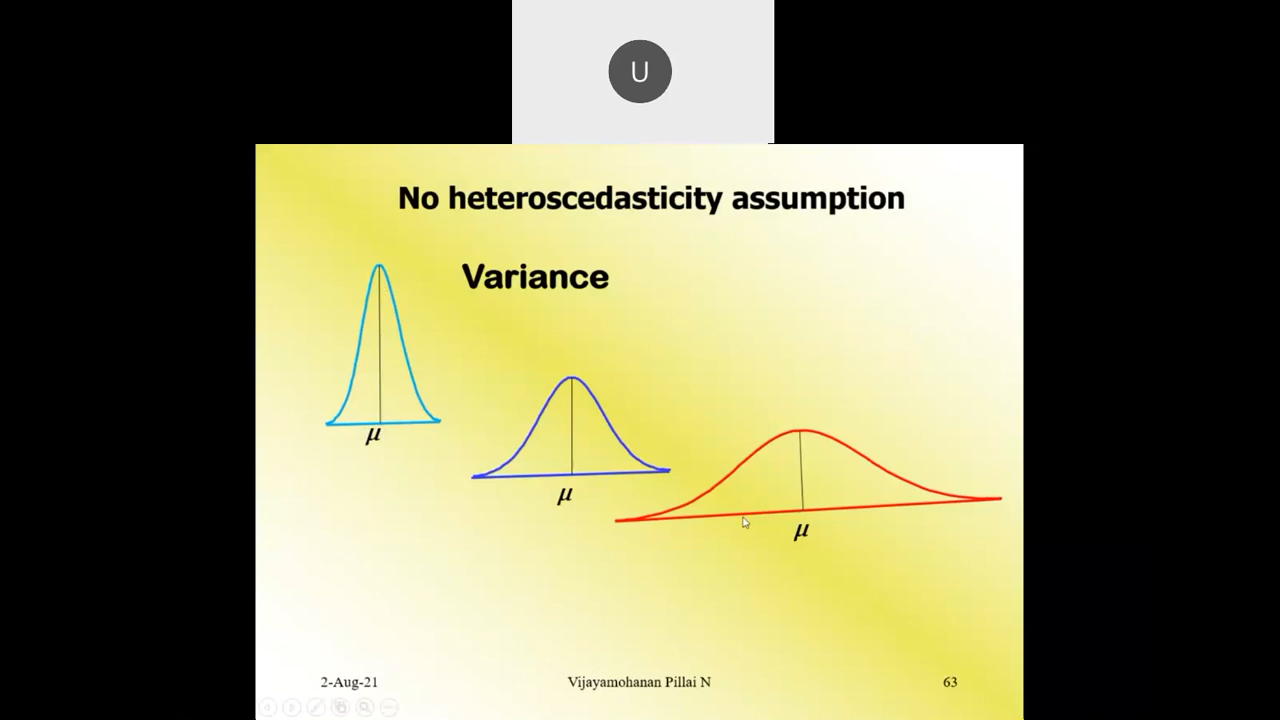 U
No heteroscedasticity assumption
Variance
μ
μ
μ
2-Aug-21
Vijayamohanan Pillai N
63